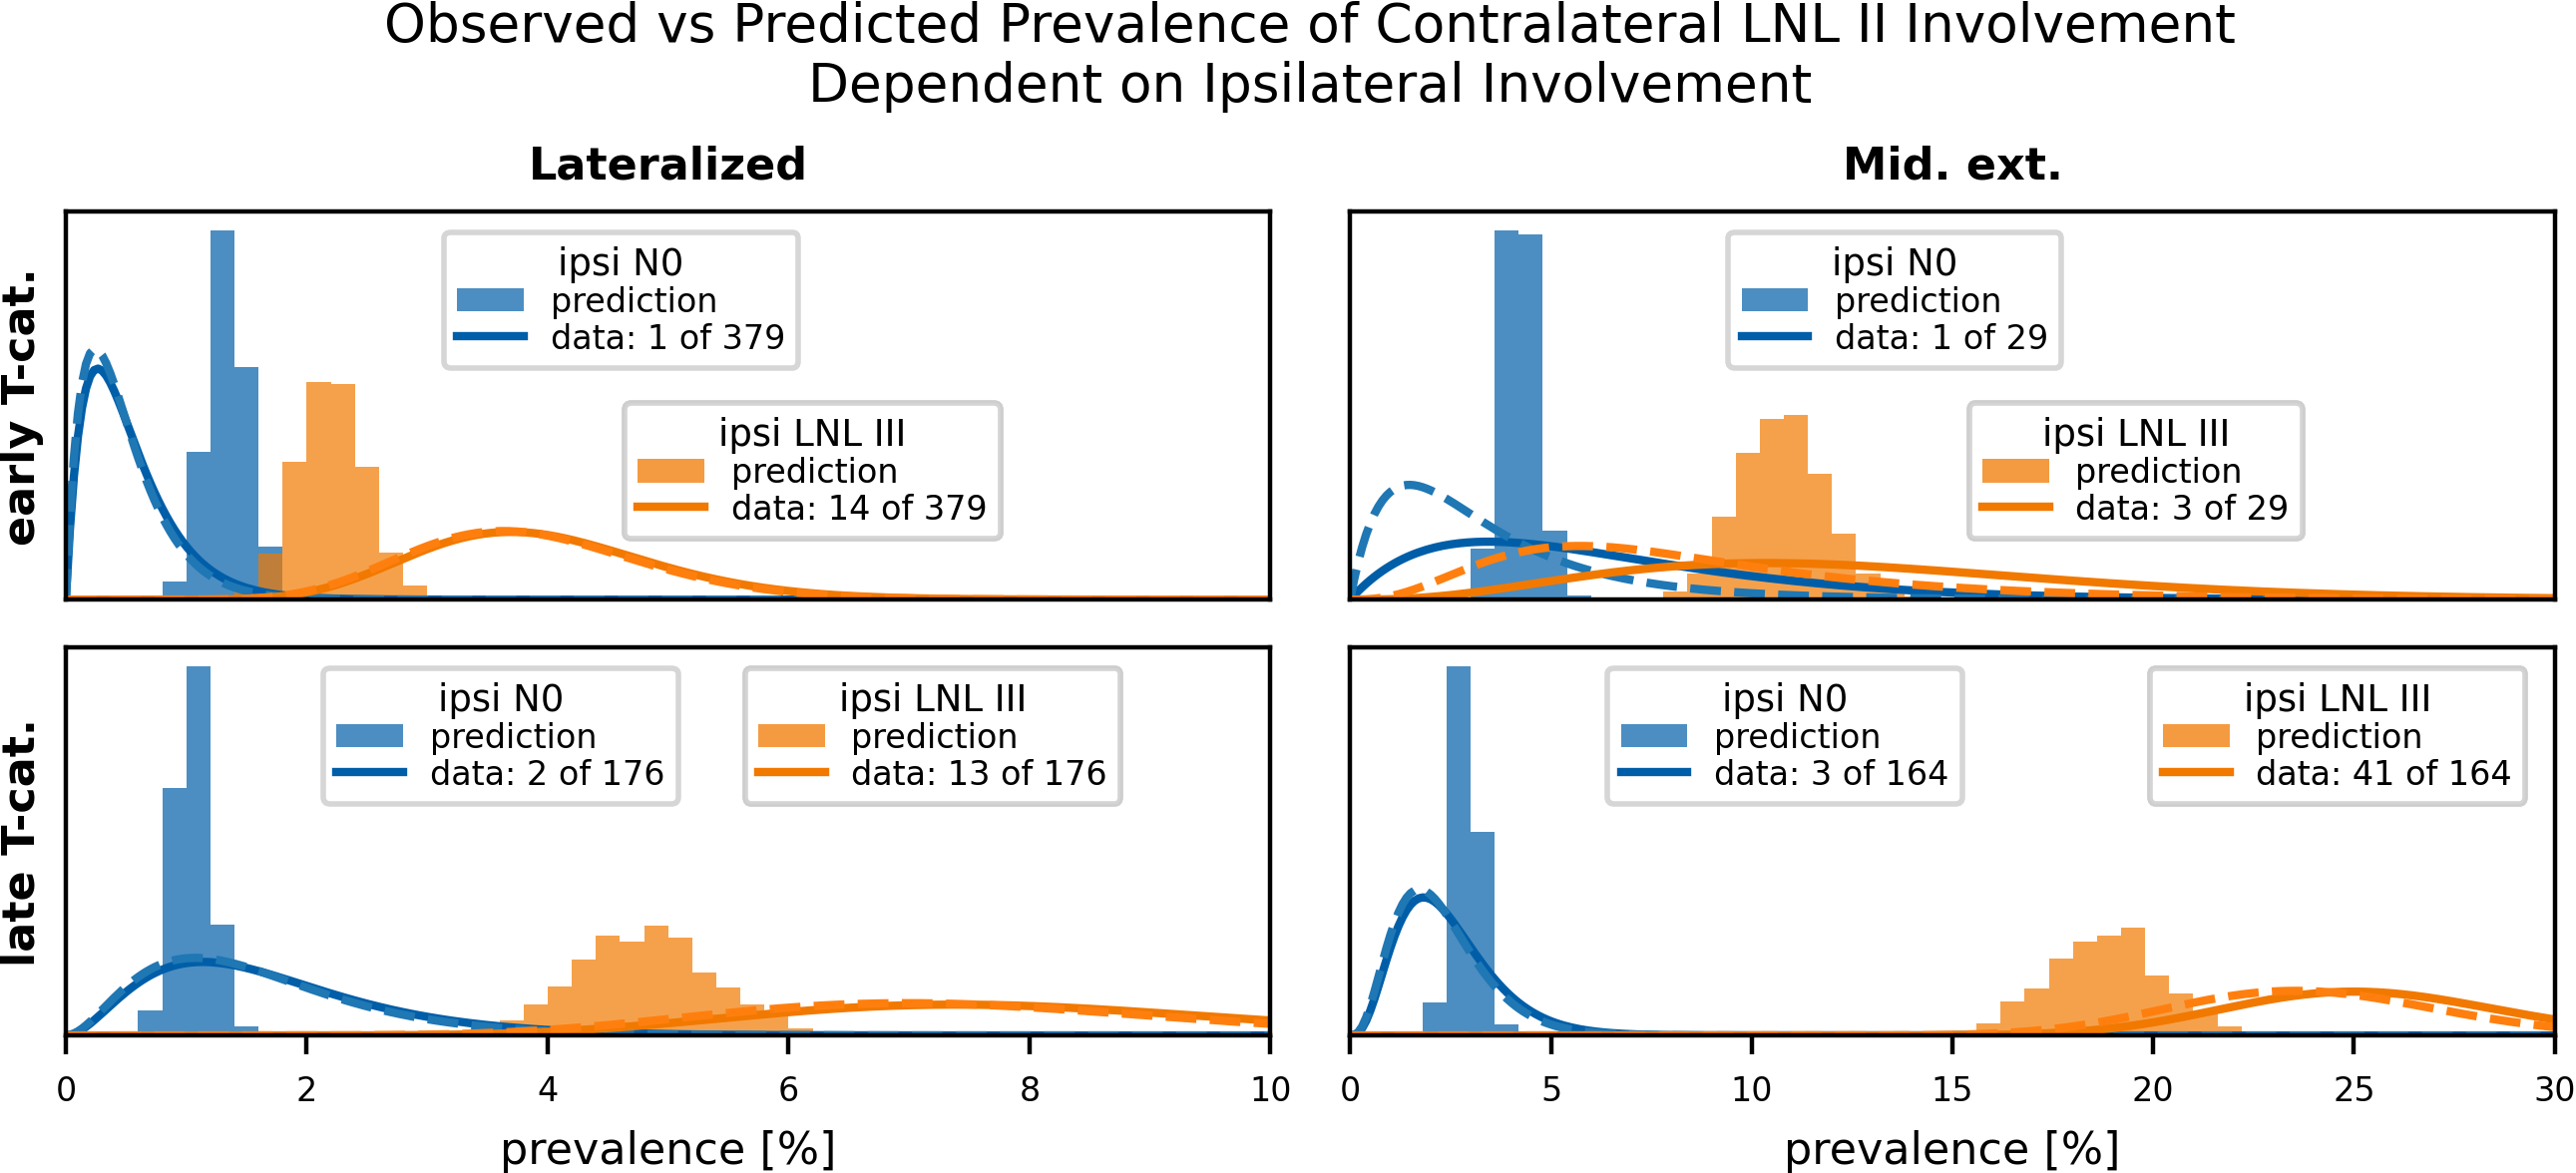 Observed vs Predicted Prevalence of Contralateral LNL II Involvement
Dependent on Ipsilateral Involvement
Lateralized
Mid. ext.
early T-cat.
ipsi N0
prediction
data: 1 of 379
ipsi LNL III
prediction
data: 14 of 379
ipsi N0
prediction
data: 1 of 29
ipsi LNL III
prediction
data: 3 of 29
late T-cat.
ipsi N0
prediction
data: 2 of 176
ipsi LNL III
prediction
data: 13 of 176
ipsi N0
prediction
data: 3 of 164
ipsi LNL III
prediction
data: 41 of 164
0 2 4 6 8 10
0 5 10 15 20 25 30
prevalence [%]
prevalence [%]